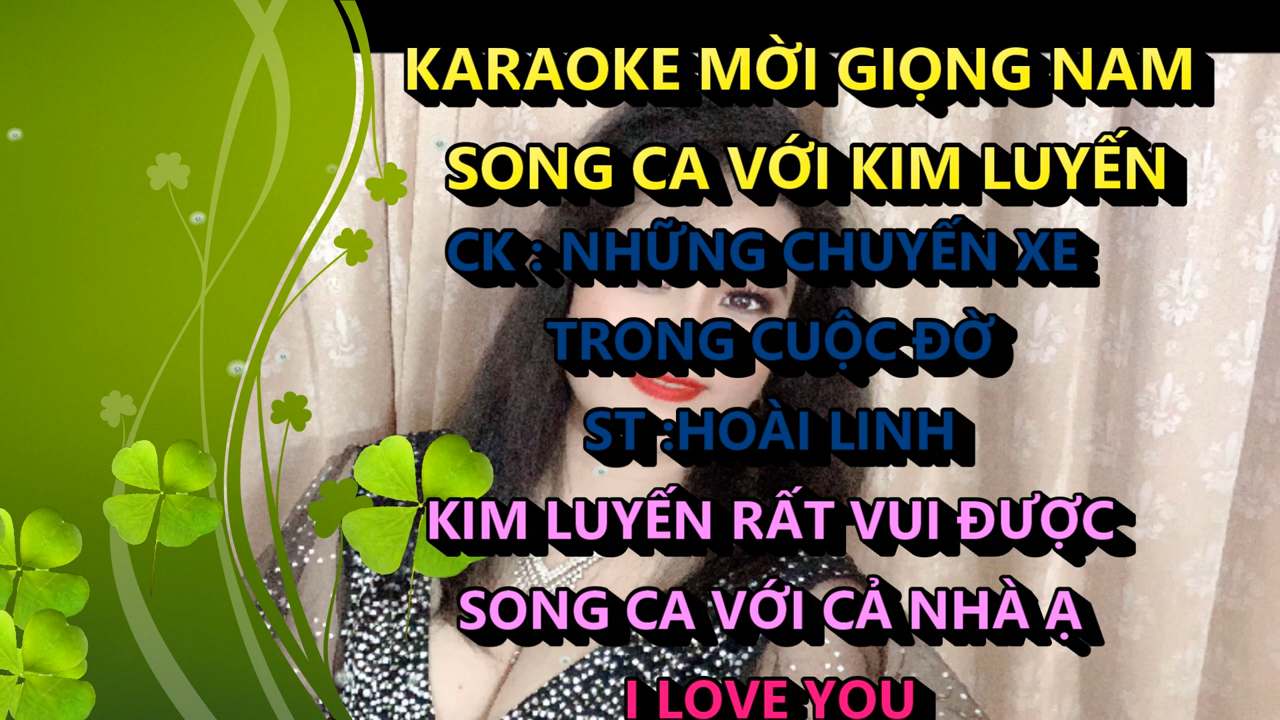 KARAOKE MỜI GIỌNG NAM
SONG CA VỚI KIM LUYẾN
CK : NHỮNG CHUYẾN XE
TRONG CUỘC ĐỜ
ST :HOÀI LINH
KIM LUYẾN RẤT VUI ĐƯỢC
SONG CA VỚI CẢ NHÀ Ạ
I LOVE YOU